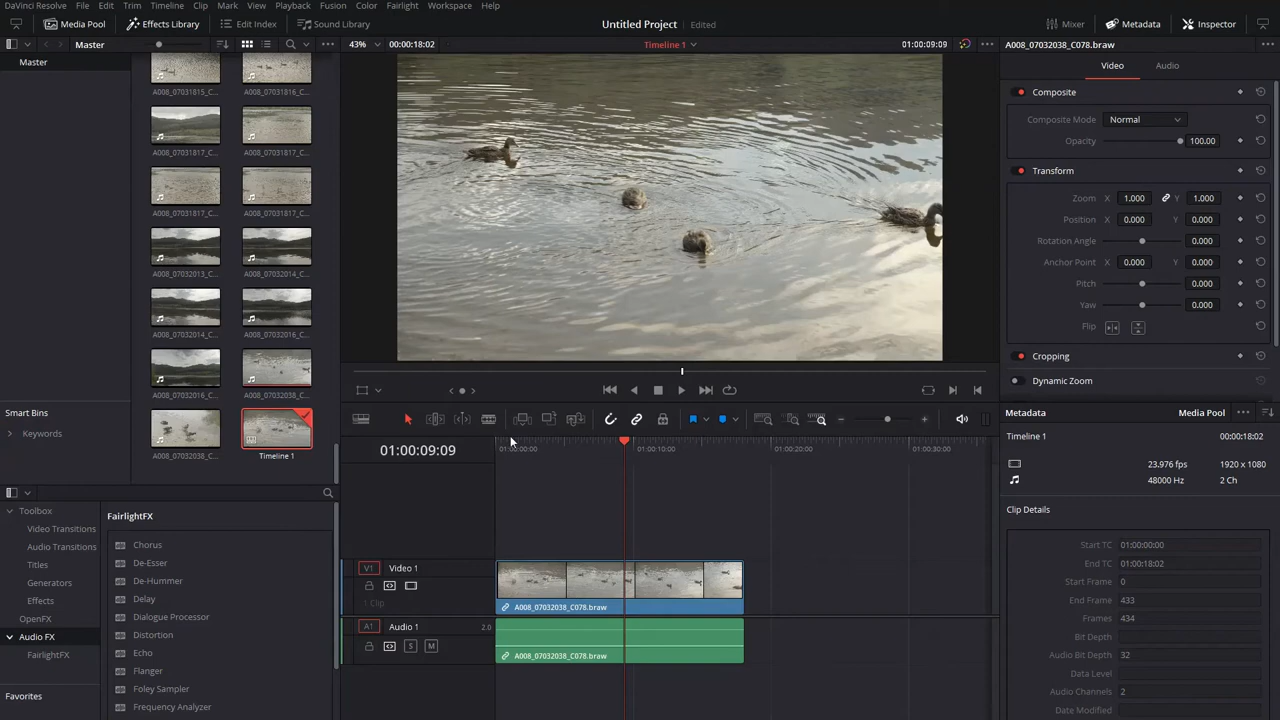 DaVinci Resolve File Edit Trim Timeline Clip Mark View Playback Fusion Color Fairlight Workspace Help
Media Pool Effects Library Edit Index Sound Library Untitled Project Edited Mixer Metadata Inspector
Master 43% 00:00:18:02 Timeline 1 01:00:09:09 A008_07032038_C078.braw
Master
Video Audio
Composite
Composite Mode Normal
Opacity 100.00
Transform
Zoom X 1.000 Y 1.000
Position X 0.000 Y 0.000
Rotation Angle 0.000
Anchor Point X 0.000 Y 0.000
Pitch 0.000
Yaw 0.000
Flip
Cropping
Dynamic Zoom
A008_07031815_C... A008_07031816_C...
A008_07031817_C... A008_07031817_C...
A008_07031817_C... A008_07031817_C...
A008_07032013_C... A008_07032014_C...
A008_07032014_C... A008_07032016_C...
A008_07032016_C... A008_07032038_C...
A008_07032038_C... Timeline 1
Smart Bins
Keywords
Metadata Media Pool
Timeline 1 00:00:18:02
23.976 fps 1920 x 1080
48000 Hz 2 Ch
Clip Details
Start TC 01:00:00:00
End TC 01:00:18:02
Start Frame 0
End Frame 433
Frames 434
Bit Depth
Audio Bit Depth 32
Data Level
Audio Channels 2
Date Modified
01:00:09:09 01:00:00:00 01:00:10:00 01:00:20:00 01:00:30:00
V1 Video 1
1 Clip
A008_07032038_C078.braw
A1 Audio 1 2.0
S M
A008_07032038_C078.braw
Toolbox
Video Transitions
Audio Transitions
Titles
Generators
Effects
OpenFX
Audio FX
FairlightFX
Favorites
FairlightFX
Chorus
De-Esser
De-Hummer
Delay
Dialogue Processor
Distortion
Echo
Flanger
Foley Sampler
Frequency Analyzer